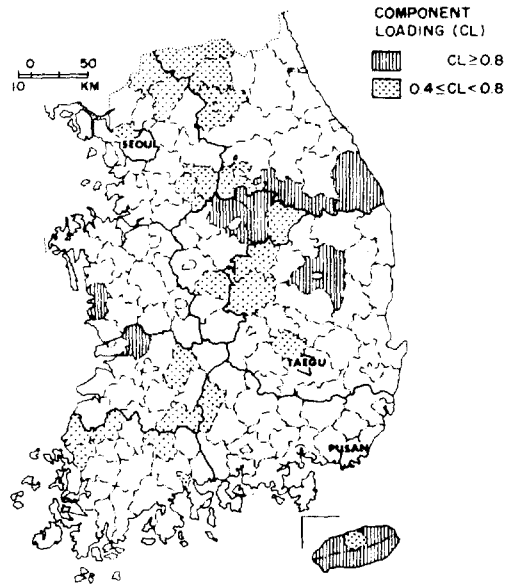 COMPONENT
LOADING (CL)
CL≥0.8
0.4≤CL<0.8
0 50
10 KM
SEOUL
TAEGU
PUSAN